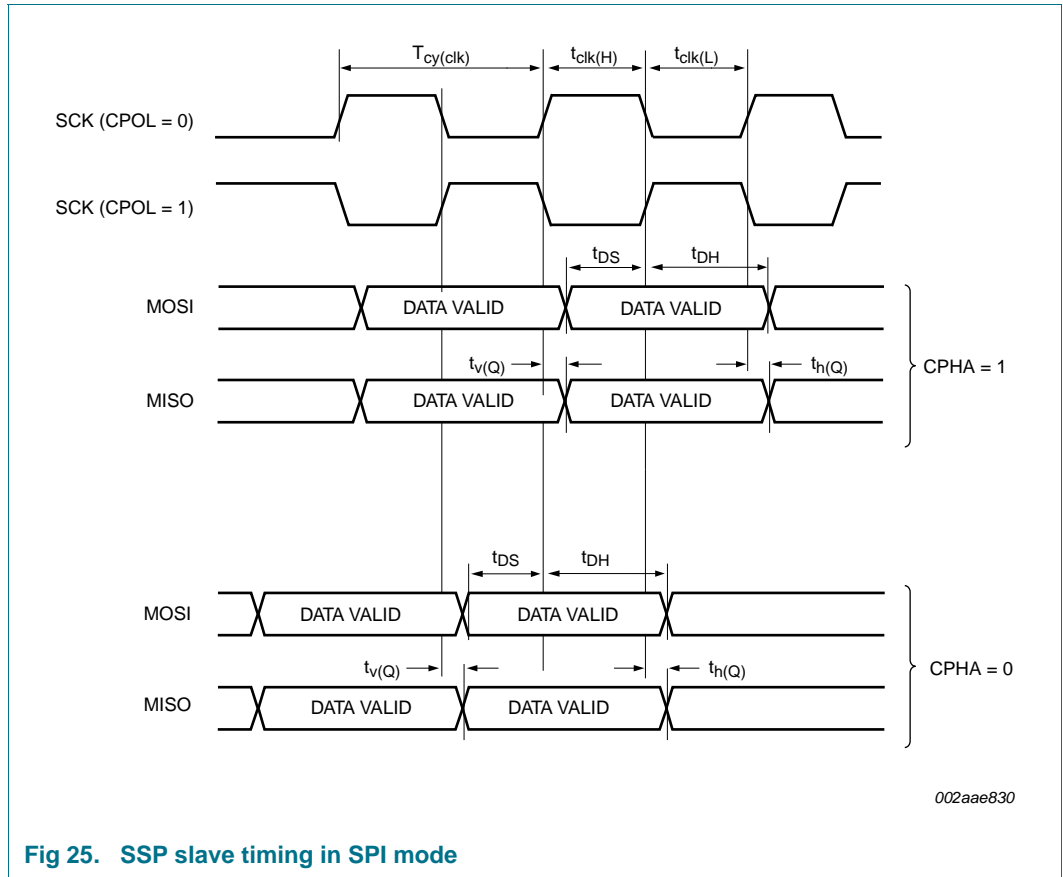 Tcy(clk) tclk(H) tclk(L)
SCK (CPOL = 0)
SCK (CPOL = 1)
tDS tDH
MOSI DATA VALID DATA VALID
tv(Q) th(Q)
CPHA = 1
MISO DATA VALID DATA VALID
tDS tDH
MOSI DATA VALID DATA VALID
tv(Q) th(Q)
CPHA = 0
MISO DATA VALID DATA VALID
002aae830
Fig 25. SSP slave timing in SPI mode